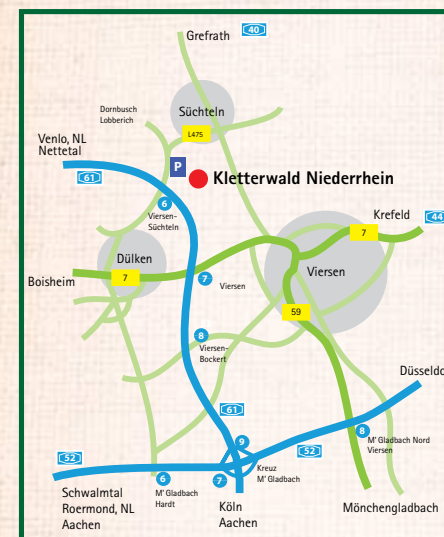 Grefrath
40
Dornbusch
Lobberich
Süchteln
L475
Venlo, NL
Nettetal
P
61
Kletterwald Niederrhein
6
Viersen-
Süchteln
Krefeld
44
7
Dülken
Viersen
Boisheim
7
7
Viersen
59
8
Viersen-
Bockert
Düsseldo
61
9
52
8
M' Gladbach Nord
Viersen
52
6
7
Kreuz
M' Gladbach
Schwalmtal
Roermond, NL
Aachen
M' Gladbach
Hardt
Köln
Aachen
Mönchengladbach